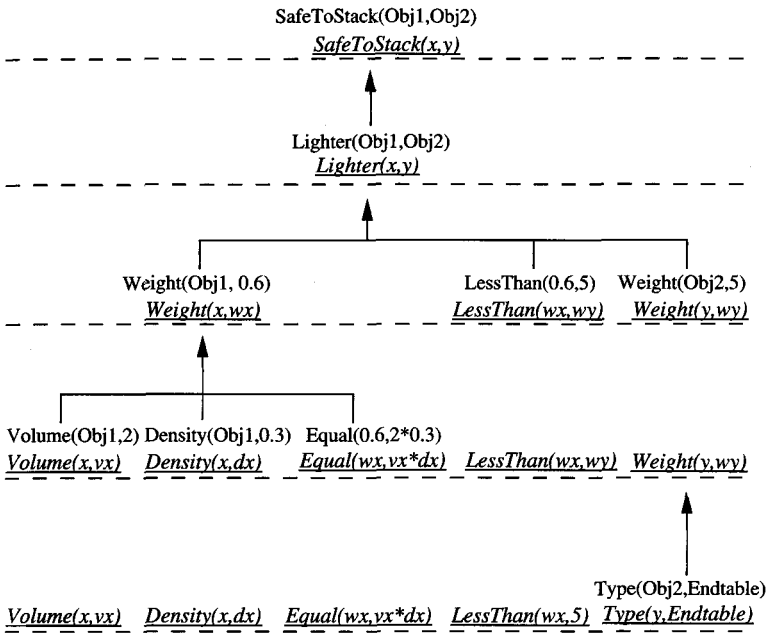 SafeToStack(Obj1,Obj2)
SafeToStack(x,y)
Lighter(Obj1,Obj2)
Lighter(x,y)
Weight(Obj1, 0.6) LessThan(0.6,5) Weight(Obj2,5)
Weight(x,wx) LessThan(wx,wy) Weight(y,wy)
Volume(Obj1,2) Density(Obj1,0.3) Equal(0.6,2*0.3)
Volume(x,vx) Density(x,dx) Equal(wx,vx*dx) LessThan(wx,wy) Weight(y,wy)
Type(Obj2,Endtable)
Volume(x,vx) Density(x,dx) Equal(wx,vx*dx) LessThan(wx,5) Type(y,Endtable)